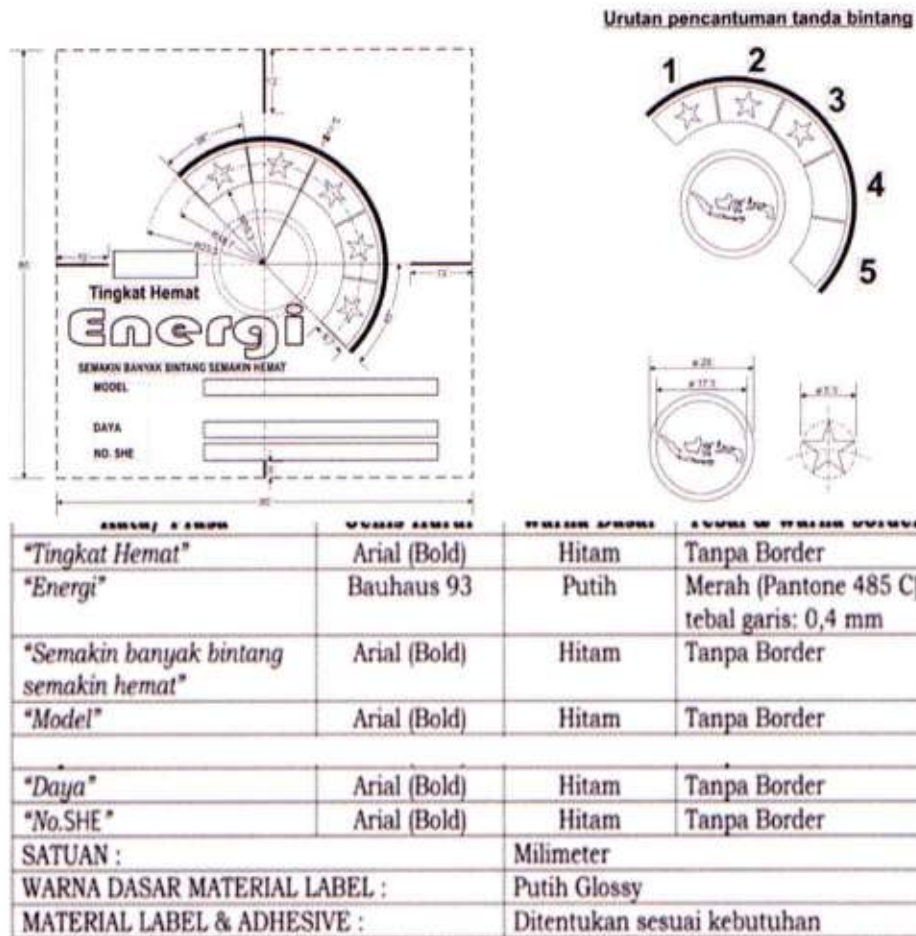 Urutan pencantuman tanda bintang
1
2
3
4
5
Tingkat Hemat
Energi
SEMAKIN BANYAK BINTANG SEMAKIN HEMAT
MODEL
DAYA
NO. SHE
"Tingkat Hemat" Arial (Bold) Hitam Tanpa Border
"Energi" Bauhaus 93 Putih Merah (Pantone 485 C)
tebal garis: 0,4 mm
"Semakin banyak bintang Arial (Bold) Hitam Tanpa Border
semakin hemat"
"Model" Arial (Bold) Hitam Tanpa Border
"Daya" Arial (Bold) Hitam Tanpa Border
"No.SHE" Arial (Bold) Hitam Tanpa Border
SATUAN : Milimeter
WARNA DASAR MATERIAL LABEL : Putih Glossy
MATERIAL LABEL & ADHESIVE : Ditentukan sesuai kebutuhan